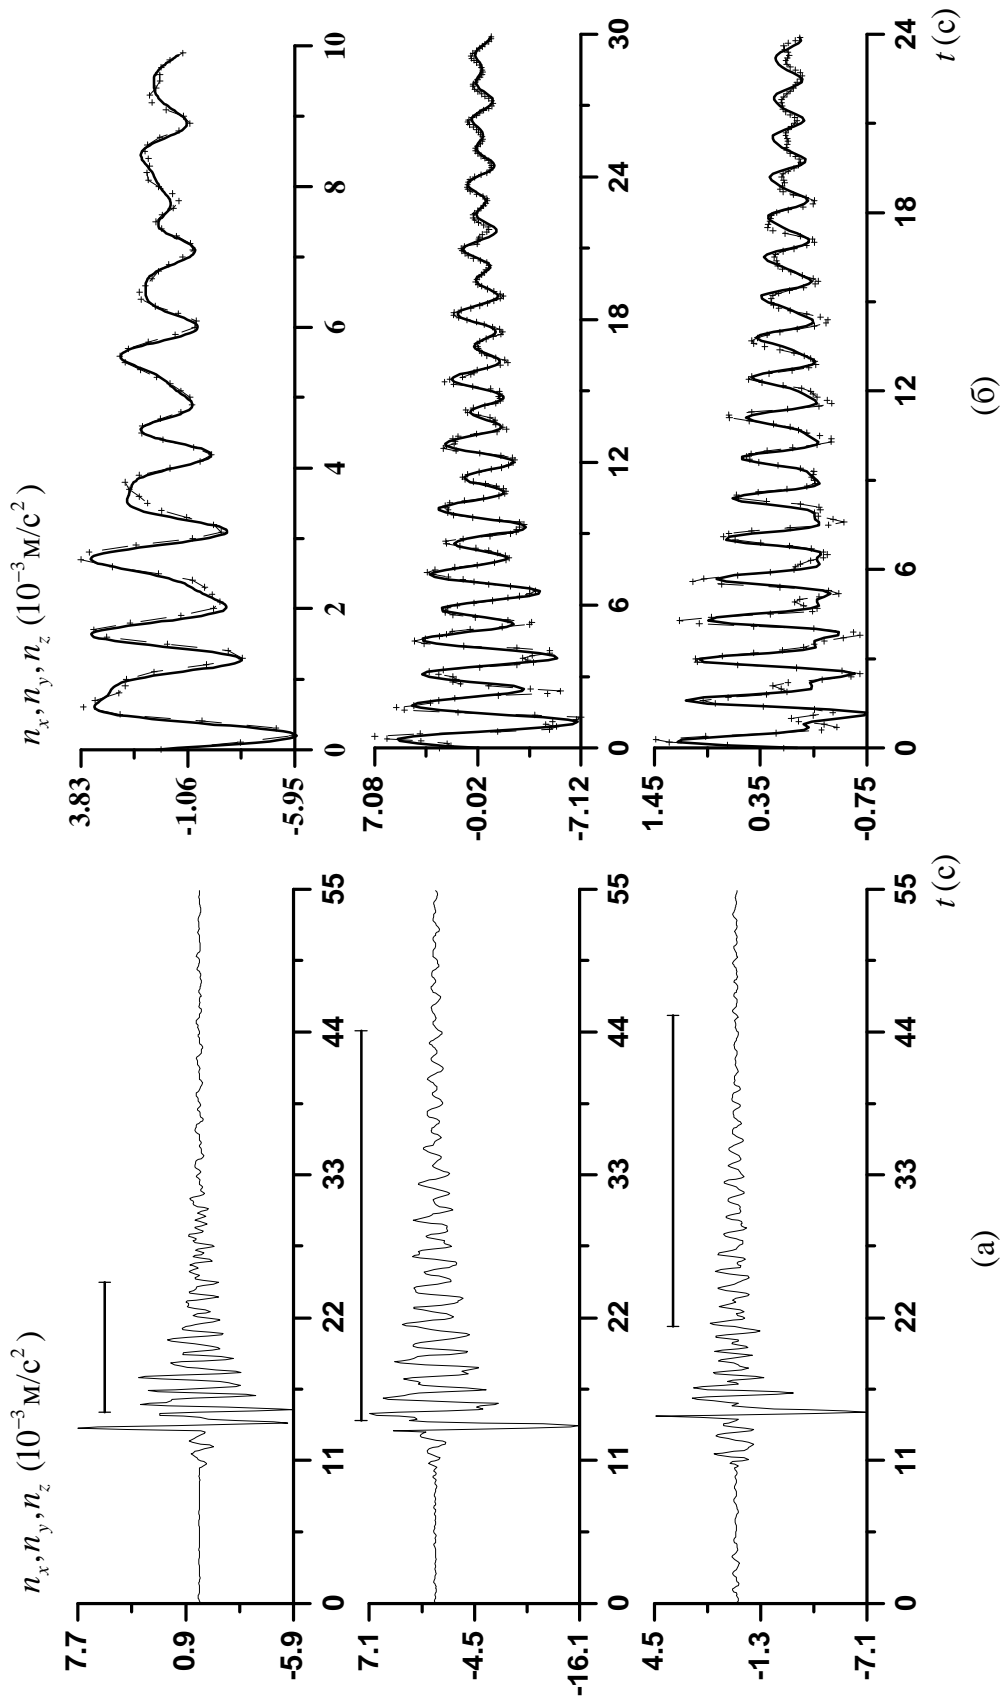 n_x, n_y, n_z (10⁻³ м/с²)
7.7
0.9
-5.9
0 11 22 33 44 55
7.1
-4.5
-16.1
0 11 22 33 44 55
4.5
-1.3
-7.1
0 11 22 33 44 55
t (с)
(а)
n_x, n_y, n_z (10⁻³ м/с²)
3.83
-1.06
-5.95
0 2 4 6 8 10
7.08
-0.02
-7.12
0 6 12 18 24 30
1.45
0.35
-0.75
0 6 12 18 24
t (с)
(б)